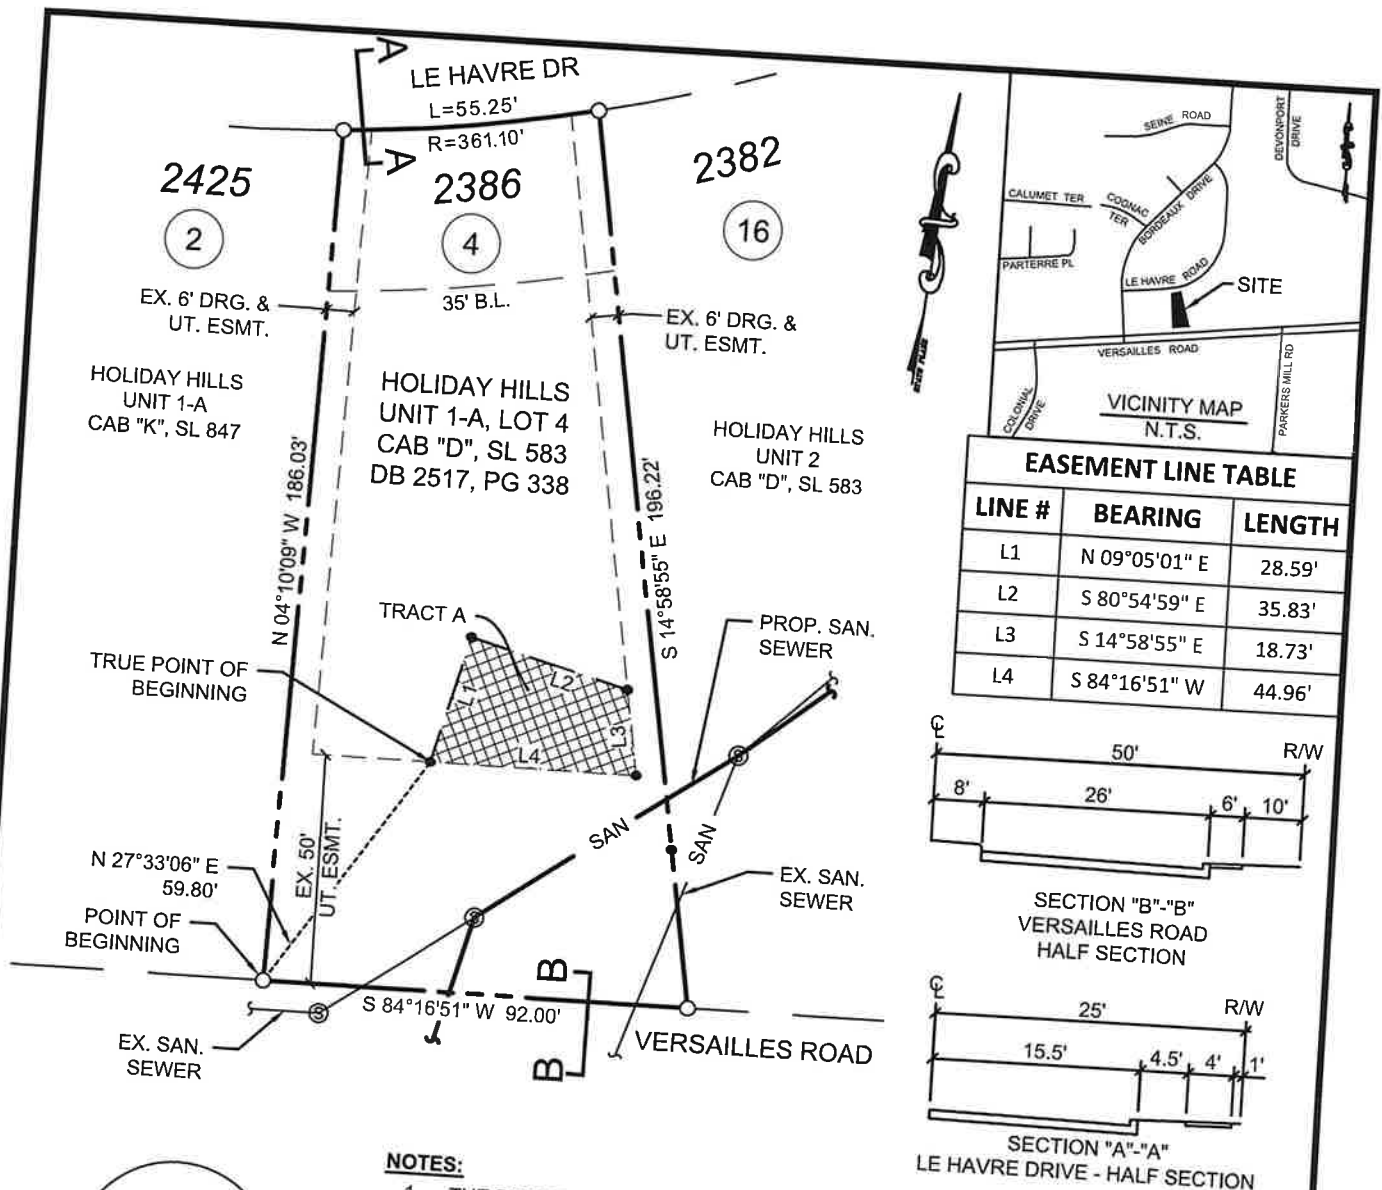 A
LE HAVRE DR
L=55.25'
R=361.10'
A
2425
2
2386
4
2382
16
35' B.L.
EX. 6' DRG. &
UT. ESMT.
EX. 6' DRG. &
UT. ESMT.
HOLIDAY HILLS
UNIT 1-A
CAB "K", SL 847
HOLIDAY HILLS
UNIT 1-A, LOT 4
CAB "D", SL 583
DB 2517, PG 338
HOLIDAY HILLS
UNIT 2
CAB "D", SL 583
N 04°10'09" W 186.03'
S 14°58'55" E 196.22'
TRACT A
TRUE POINT OF
BEGINNING
L1
L2
L3
L4
PROP. SAN.
SEWER
SAN
SAN
EX. 50'
UT. ESMT.
N 27°33'06" E
59.80'
POINT OF
BEGINNING
EX. SAN.
SEWER
S
S
S
EX. SAN.
SEWER
S 84°16'51" W 92.00'
B
B
VERSAILLES ROAD
SEINE ROAD
DEVONPORT
DRIVE
CALUMET TER
COGNAC
TER
BORDEAUX DRIVE
PARTERRE PL
LE HAVRE ROAD
SITE
VERSAILLES ROAD
COLONIAL
DRIVE
PARKERS MILL RD
VICINITY MAP
N.T.S.
EASEMENT LINE TABLE
LINE # BEARING LENGTH
L1 N 09°05'01" E 28.59'
L2 S 80°54'59" E 35.83'
L3 S 14°58'55" E 18.73'
L4 S 84°16'51" W 44.96'
℄ 50' R/W
8' 26' 6' 10'
SECTION "B"-"B"
VERSAILLES ROAD
HALF SECTION
℄ 25' R/W
15.5' 4.5' 4' 1'
SECTION "A"-"A"
LE HAVRE DRIVE - HALF SECTION
NOTES: